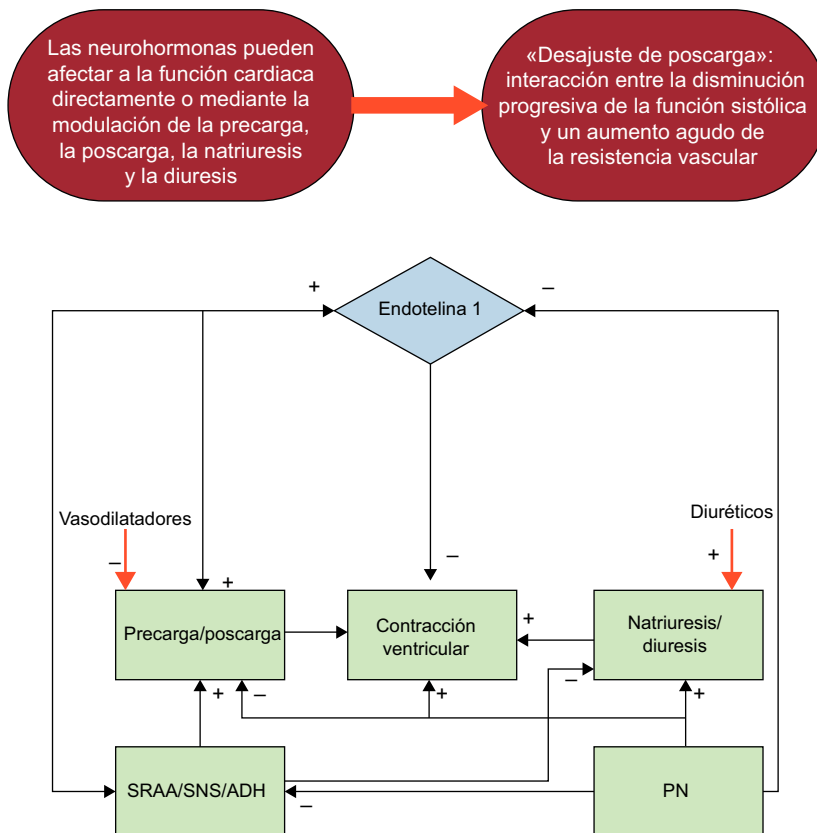 Las neurohormonas pueden
afectar a la función cardiaca
directamente o mediante la
modulación de la precarga,
la poscarga, la natriuresis
y la diuresis
«Desajuste de poscarga»:
interacción entre la disminución
progresiva de la función sistólica
y un aumento agudo de
la resistencia vascular
+
–
Endotelina 1
Vasodilatadores
–
Diuréticos
+
–
+
Precarga/poscarga
Contracción
ventricular
+
Natriuresis/
diuresis
–
+
–
+
+
SRAA/SNS/ADH
–
PN